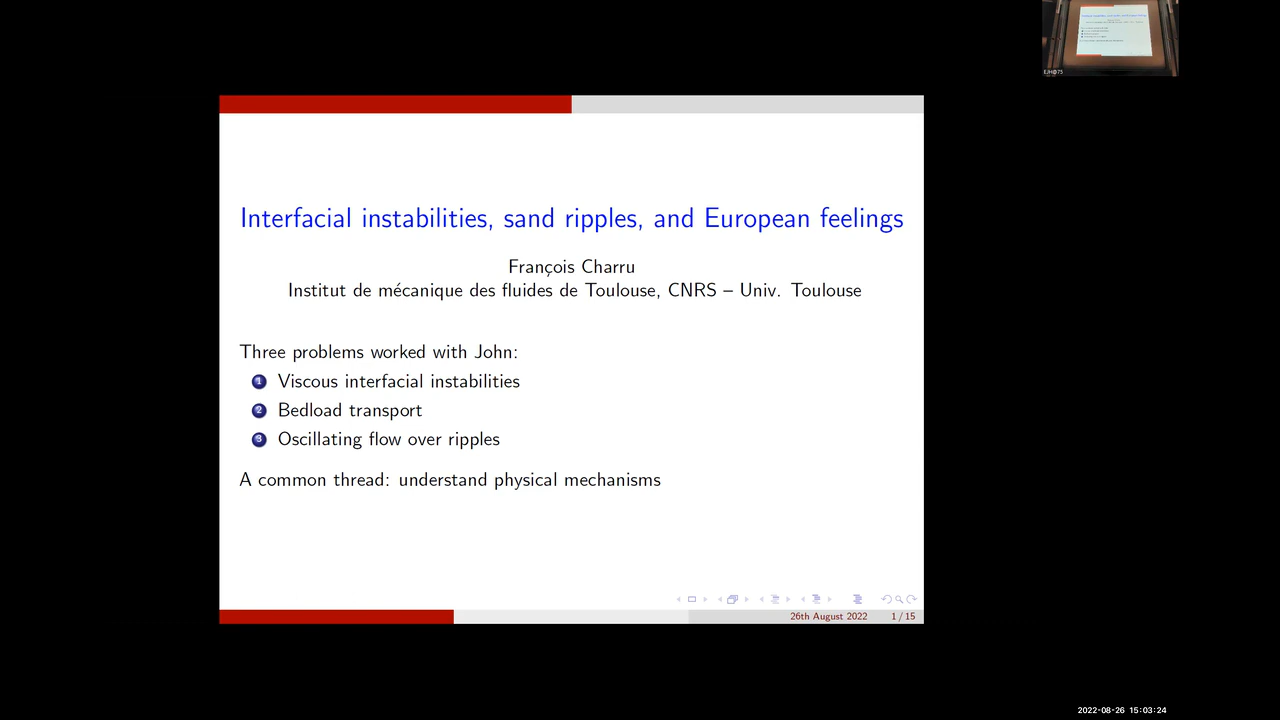 Interfacial instabilities, sand ripples, and European feelings
François Charru
Institut de mécanique des fluides de Toulouse, CNRS – Univ. Toulouse
Three problems worked with John:
1 Viscous interfacial instabilities
2 Bedload transport
3 Oscillating flow over ripples
A common thread: understand physical mechanisms
26th August 2022 1 / 15
EJH@75
2022-08-26 15:03:24